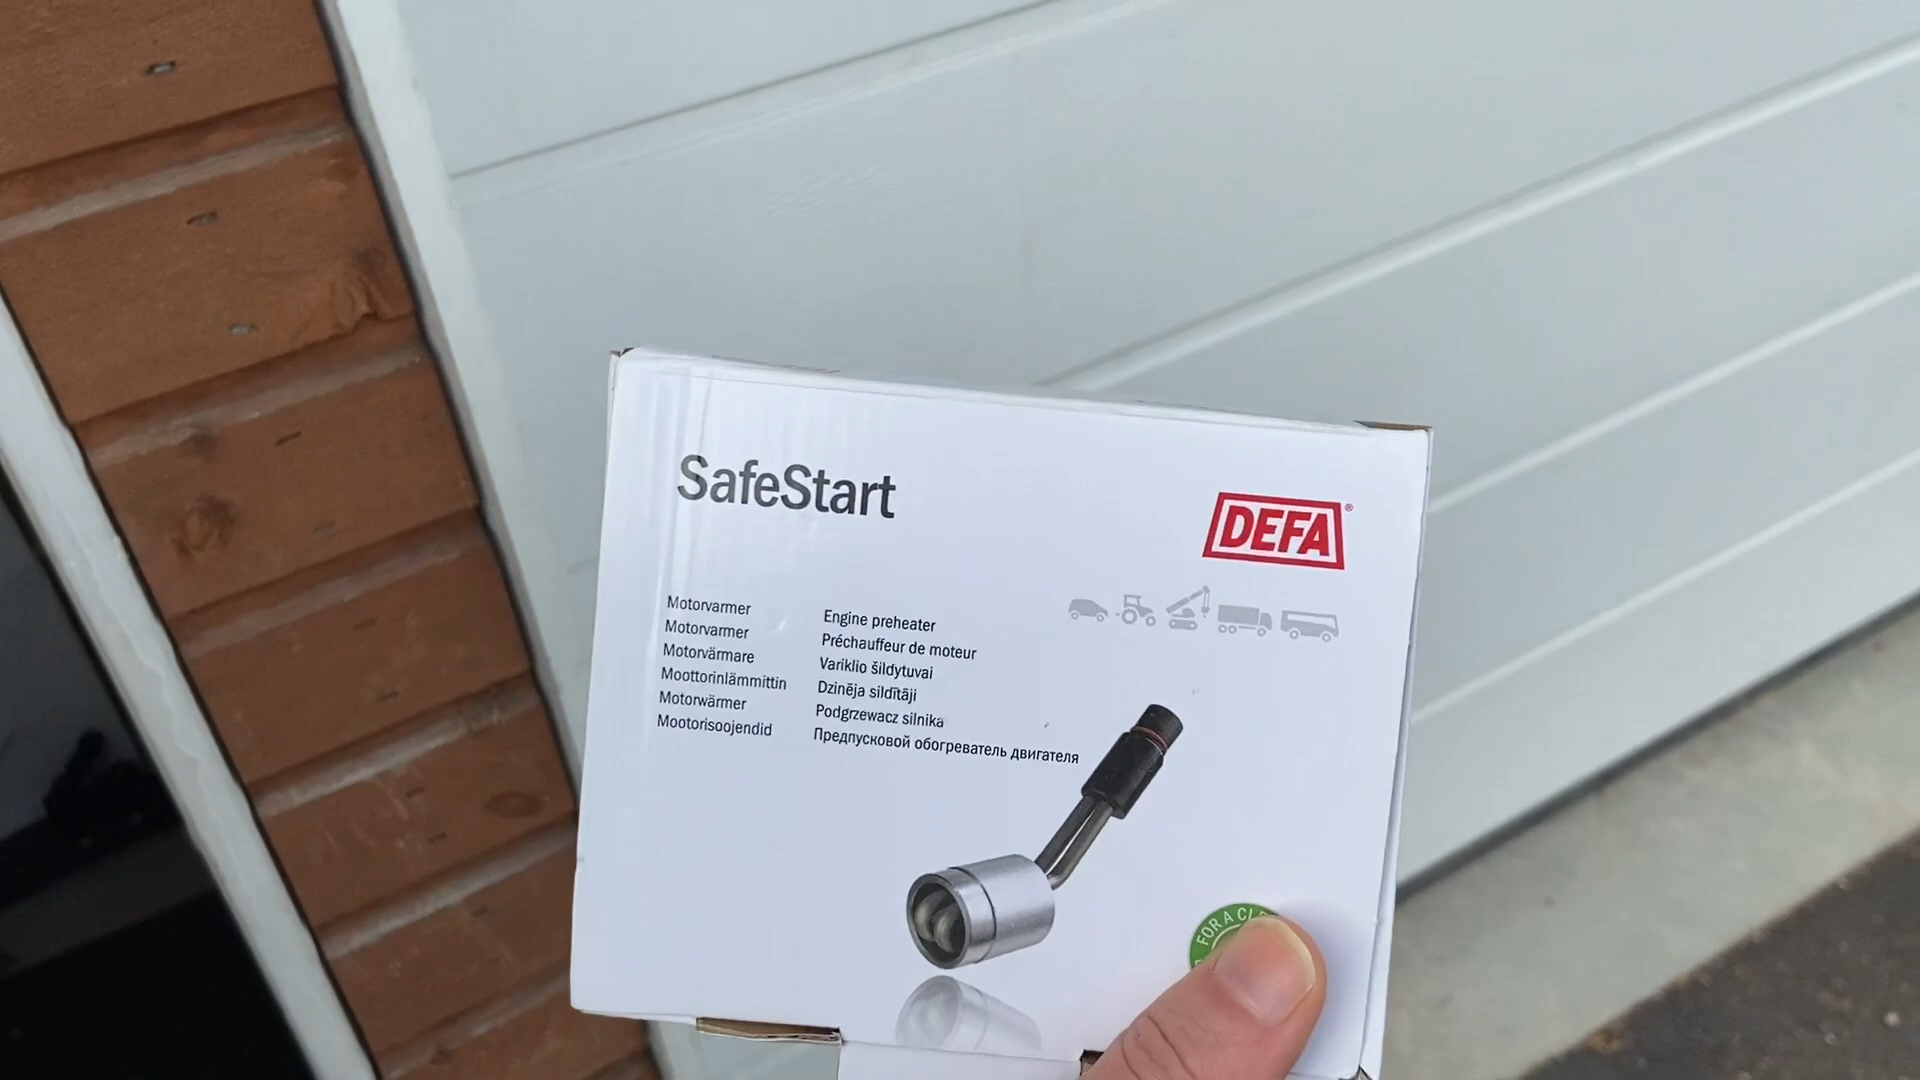 SafeStart
DEFA®
Motorvarmer
Motorvarmer
Motorvärmare
Moottorinlämmittin
Motorwärmer
Mootorisoojendid
Engine preheater
Préchauffeur de moteur
Variklio šildytuvai
Dzinēja sildītāji
Podgrzewacz silnika
Предпусковой обогреватель двигателя
FOR A